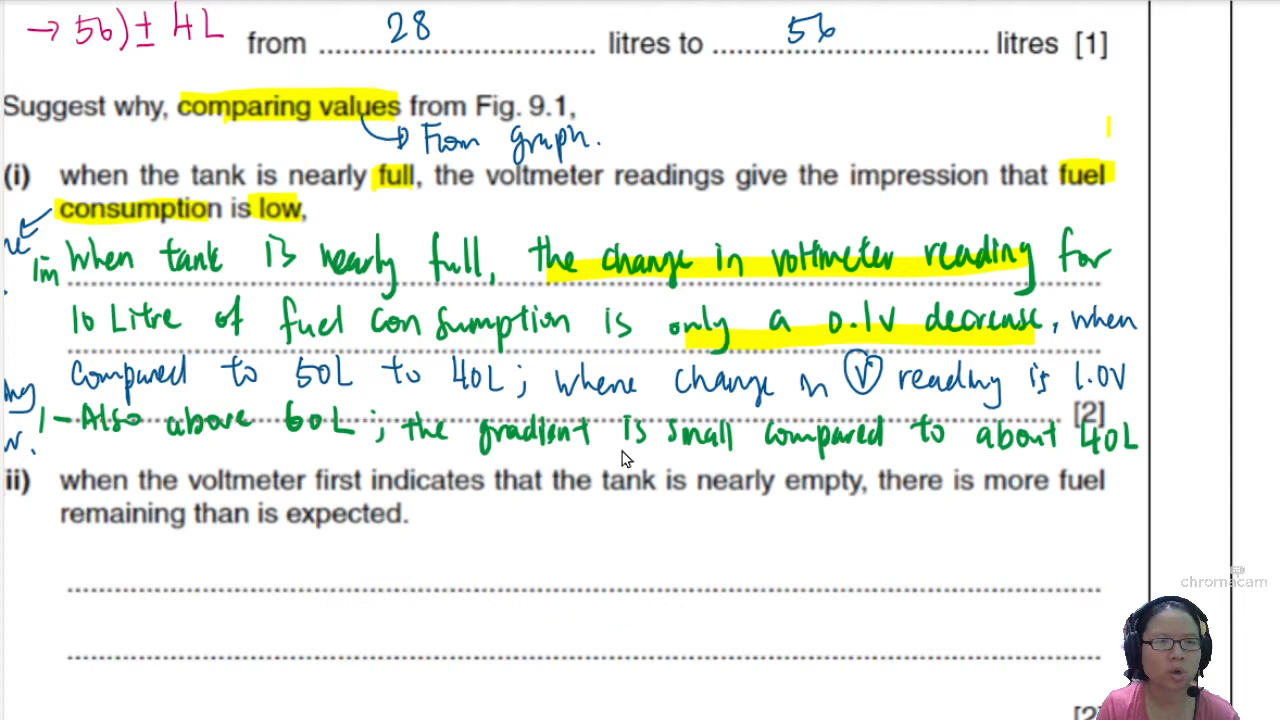 → 56) ± 4L
from ........ 28 ........ litres to ........ 56 ........ litres [1]
Suggest why, comparing values from Fig. 9.1,
From graph.
(i) when the tank is nearly full, the voltmeter readings give the impression that fuel
consumption is low,
1m When tank is nearly full, the change in voltmeter reading for
10 Litre of fuel consumption is only a 0.1V decrease, when
compared to 50L to 40L; where change in (V) reading is 1.0V
[2]
1 - Also above 60L; the gradient is small compared to about 40L
ii) when the voltmeter first indicates that the tank is nearly empty, there is more fuel
remaining than is expected.
chromacam